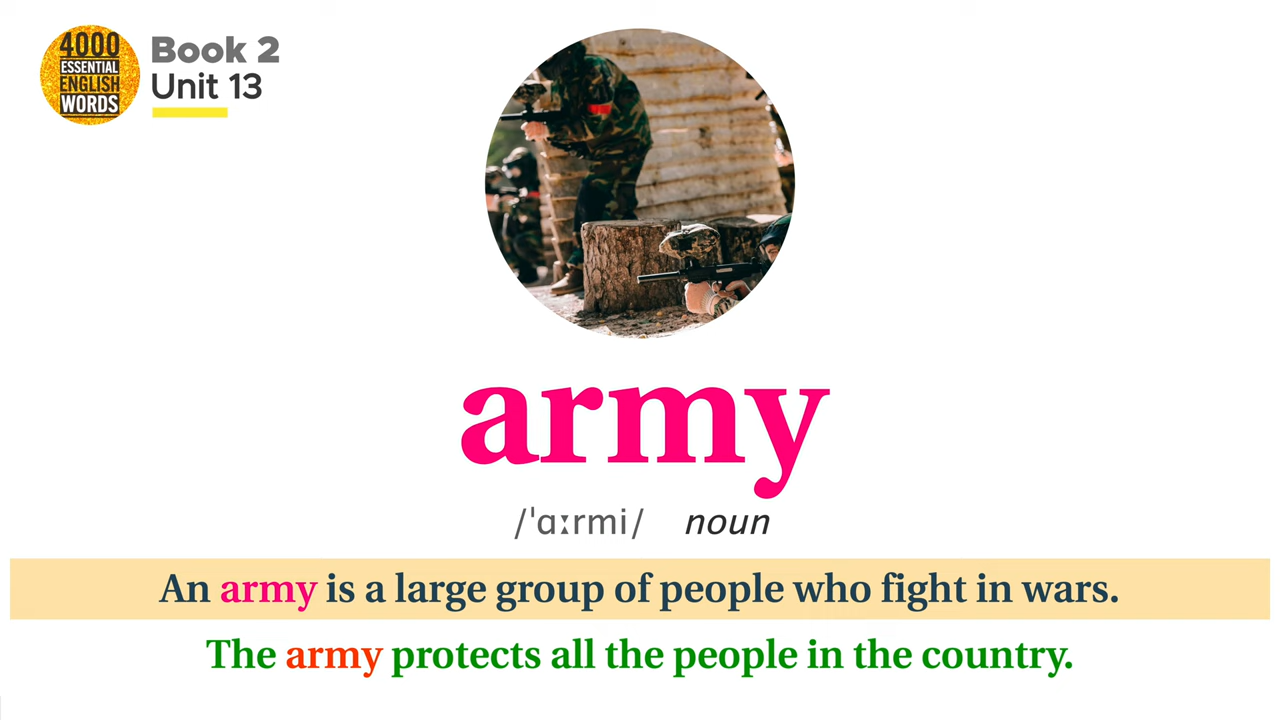 4000
ESSENTIAL
ENGLISH
WORDS
Book 2
Unit 13
army
/ˈɑːrmi/ noun
An army is a large group of people who fight in wars.
The army protects all the people in the country.